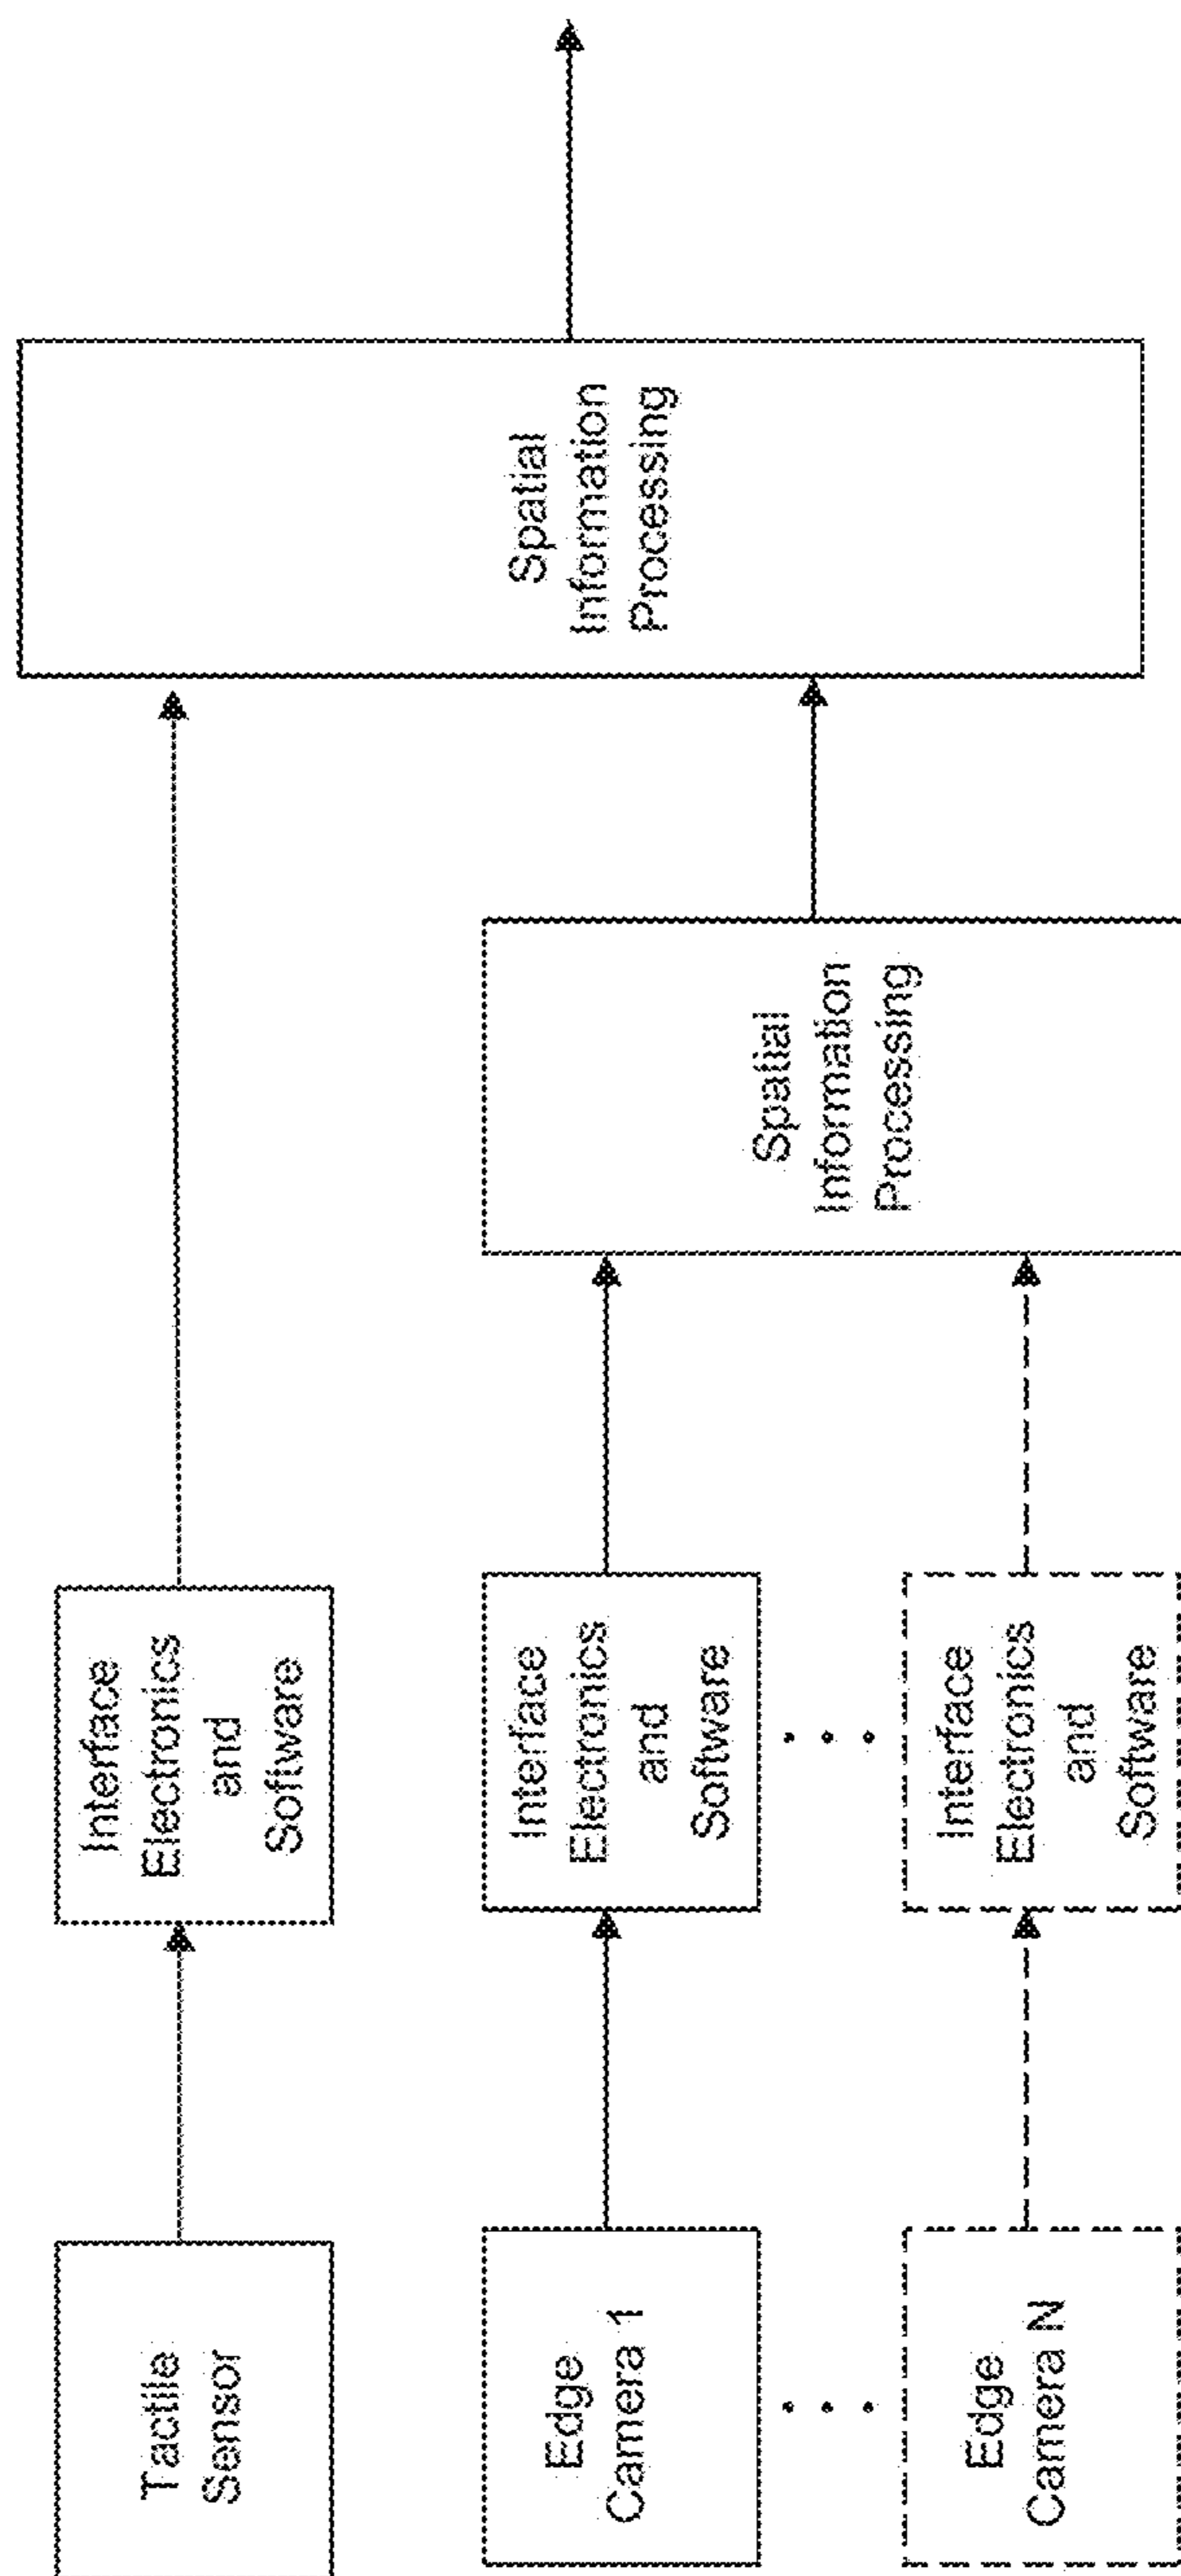 Tactile
Sensor
Interface
Electronics
and
Software
Spatial
Information
Processing
Edge
Camera 1
Interface
Electronics
and
Software
Spatial
Information
Processing
. . .
. . .
Edge
Camera N
Interface
Electronics
and
Software